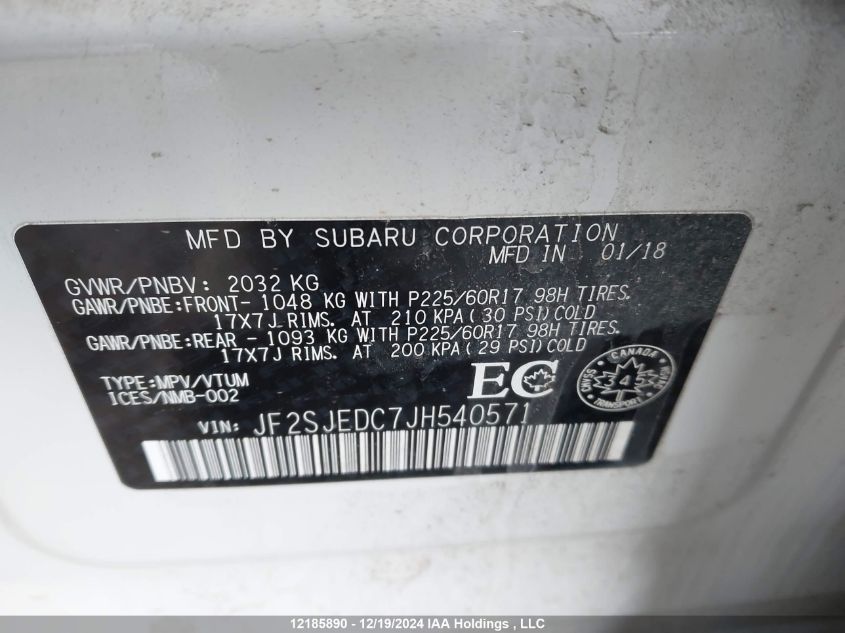 MFD BY SUBARU CORPORATION
MFD IN 01/18
GVWR/PNBV: 2032 KG
GAWR/PNBE:FRONT- 1048 KG WITH P225/60R17 98H TIRES.
17X7J RIMS. AT 210 KPA (30 PSI) COLD
GAWR/PNBE:REAR - 1093 KG WITH P225/60R17 98H TIRES.
17X7J RIMS. AT 200 KPA (29 PSI) COLD
TYPE:MPV/VTUM
ICES/NMB-002
EC
CANADA
TRANSPORT
VIN: JF2SJEDC7JH540571
12185890 - 12/19/2024 IAA Holdings , LLC